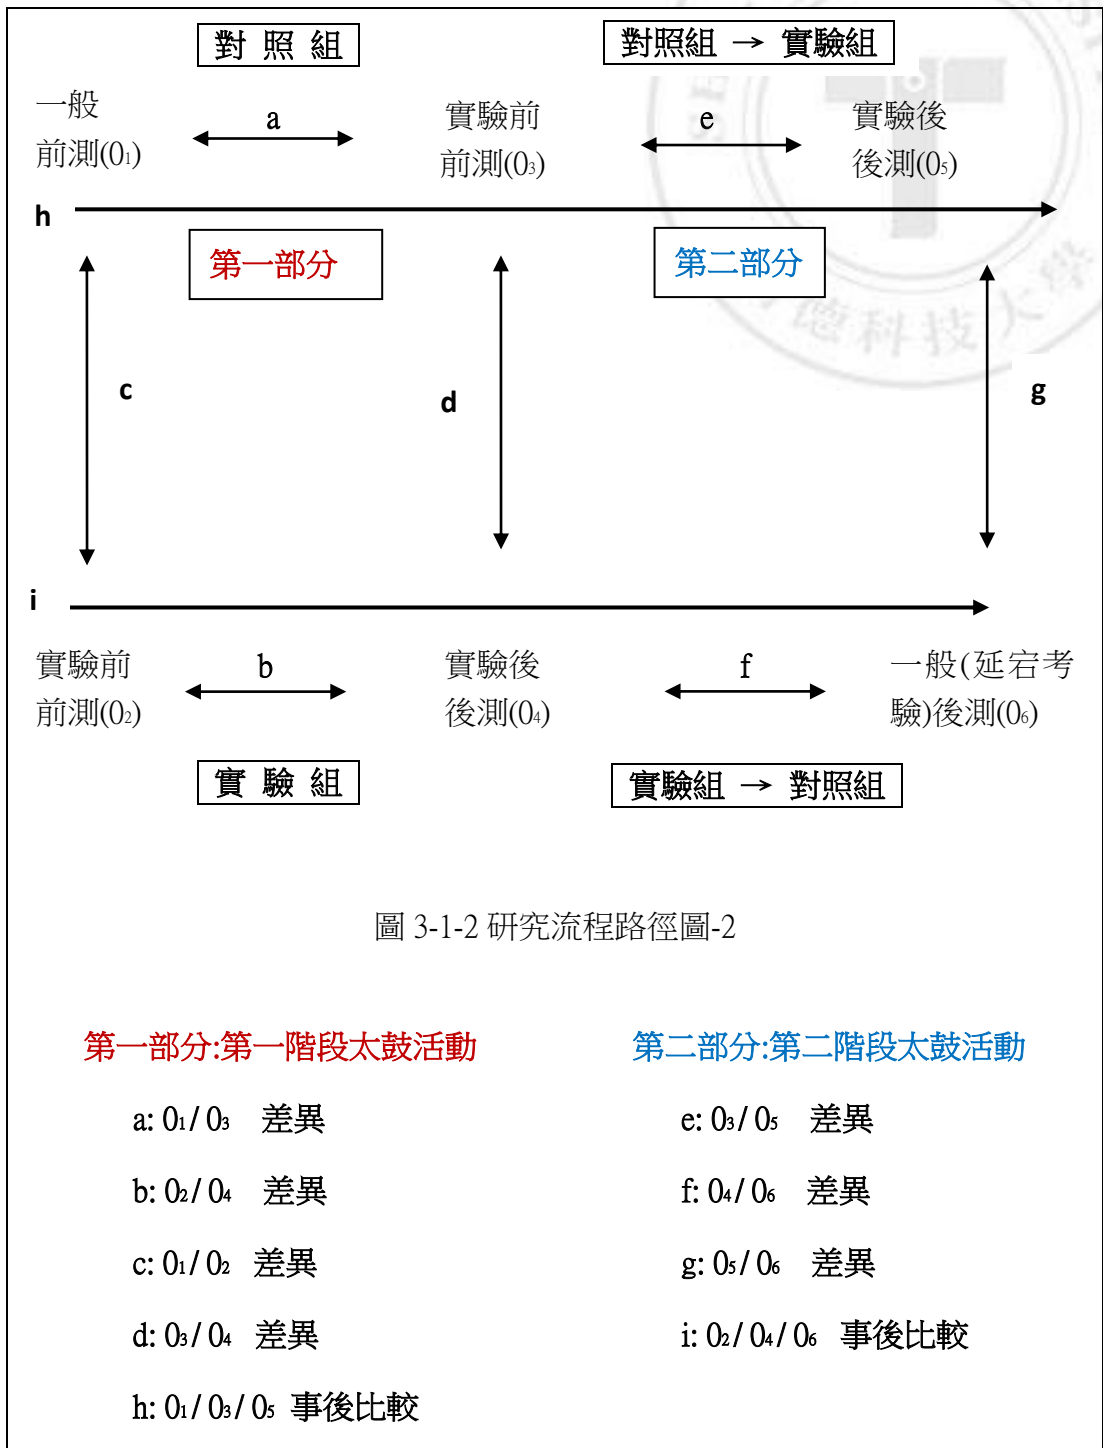 對 照 組
對照組 → 實驗組
一般
前測(O₁)
a
實驗前
前測(O₃)
e
實驗後
後測(O₅)
h
第一部分
第二部分
c
d
g
i
實驗前
前測(O₂)
b
實驗後
後測(O₄)
f
一般(延宕考
驗)後測(O₆)
實 驗 組
實驗組 → 對照組
圖 3-1-2 研究流程路徑圖-2
第一部分:第一階段太鼓活動
第二部分:第二階段太鼓活動
a: O₁/ O₃ 差異
e: O₃/ O₅ 差異
b: O₂/ O₄ 差異
f: O₄/ O₆ 差異
c: O₁/ O₂ 差異
g: O₅/ O₆ 差異
d: O₃/ O₄ 差異
i: O₂/ O₄/ O₆ 事後比較
h: O₁/ O₃/ O₅ 事後比較
德科技大